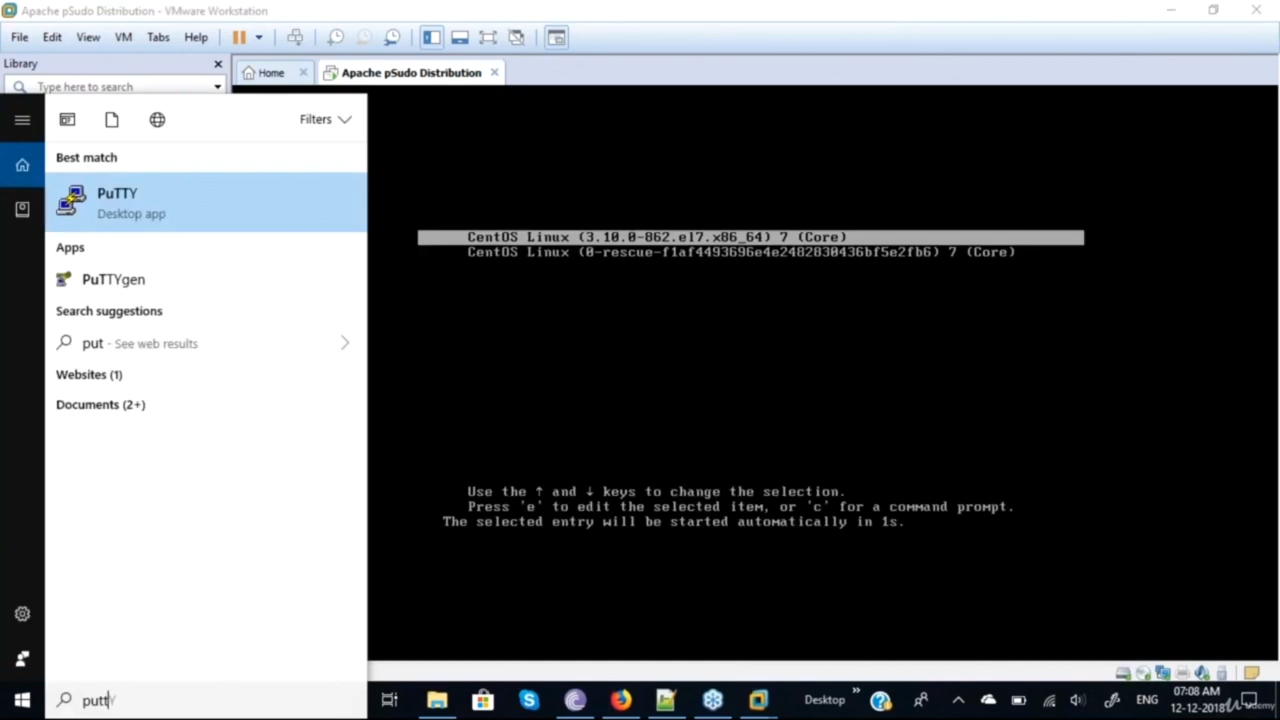 Apache pSudo Distribution - VMware Workstation
File Edit View VM Tabs Help
Library
Type here to search
Home
Apache pSudo Distribution
Filters
Best match
PuTTY
Desktop app
Apps
PuTTYgen
Search suggestions
put - See web results
Websites (1)
Documents (2+)
puttY
CentOS Linux (3.10.0-862.el7.x86_64) 7 (Core)
CentOS Linux (0-rescue-f1af4493696e4e2482830436bf5e2fb6) 7 (Core)
Use the ↑ and ↓ keys to change the selection.
Press 'e' to edit the selected item, or 'c' for a command prompt.
The selected entry will be started automatically in 1s.
Desktop
ENG
07:08 AM
12-12-2018
Udemy